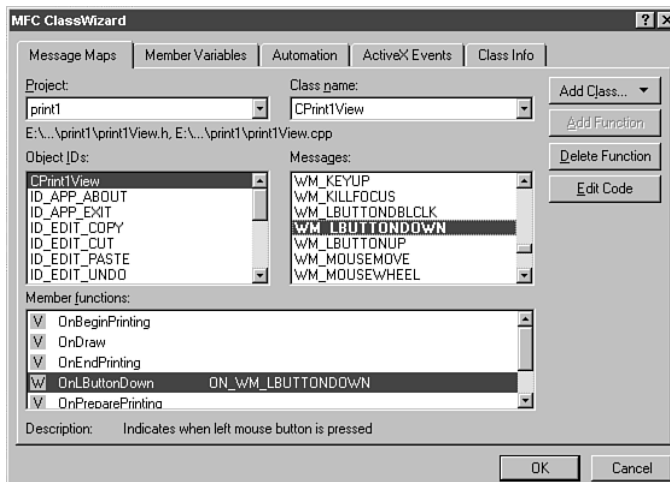 MFC ClassWizard
Message Maps Member Variables Automation ActiveX Events Class Info
Project: Class name:
print1 CPrint1View Add Class...
E:\...\print1\print1View.h, E:\...\print1\print1View.cpp Add Function
Object IDs: Messages: Delete Function
CPrint1View WM_KEYUP
ID_APP_ABOUT WM_KILLFOCUS Edit Code
ID_APP_EXIT WM_LBUTTONDBLCLK
ID_EDIT_COPY WM_LBUTTONDOWN
ID_EDIT_CUT WM_LBUTTONUP
ID_EDIT_PASTE WM_MOUSEMOVE
ID_EDIT_UNDO WM_MOUSEWHEEL
Member functions:
V OnBeginPrinting
V OnDraw
V OnEndPrinting
W OnLButtonDown ON_WM_LBUTTONDOWN
V OnPreparePrinting
Description: Indicates when left mouse button is pressed
OK Cancel